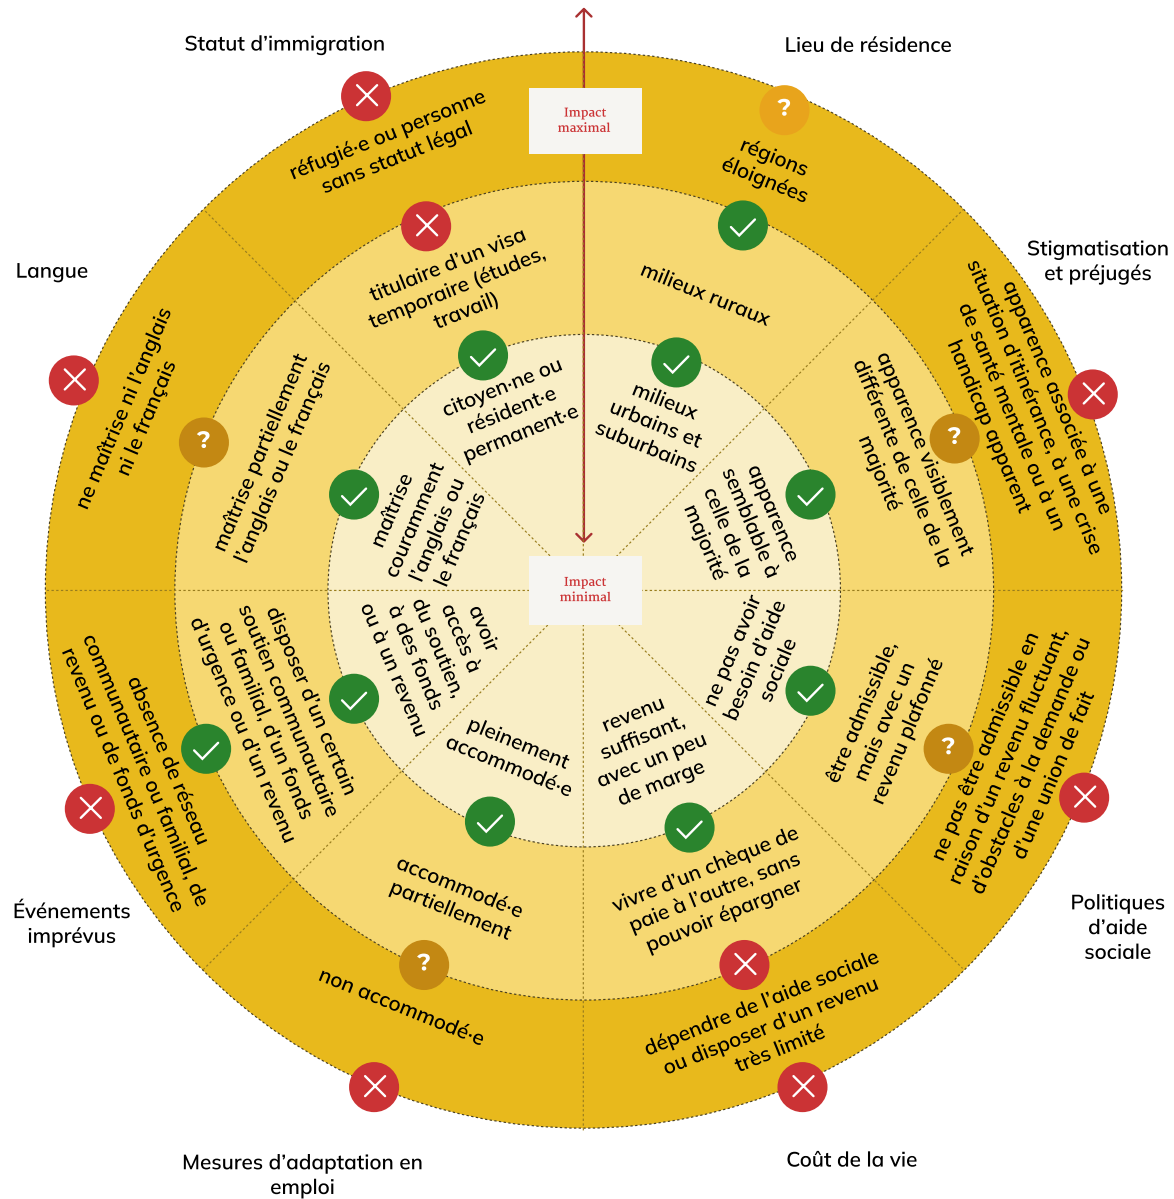 Statut d’immigration
Lieu de résidence
Impact
maximal
réfugié·e ou personne
sans statut légal
?
régions
éloignées
titulaire d’un visa
temporaire (études,
travail)
milieux ruraux
citoyen·ne ou
résident·e
permanent·e
milieux
urbains et
suburbains
Langue
ne maîtrise ni l’anglais
ni le français
?
maîtrise partiellement
l’anglais ou le français
maîtrise
couramment
l’anglais ou
le français
Stigmatisation
et préjugés
apparence associée à une
situation d’itinérance, à une crise
de santé mentale ou à un
handicap apparent
?
apparence visiblement
différente de celle de la
majorité
apparence
semblable à
celle de la
majorité
Impact
minimal
avoir
accès à
du soutien,
à des fonds
ou à un revenu
disposer d’un certain
soutien communautaire
ou familial, d’un fonds
d’urgence ou d’un revenu
absence de réseau
communautaire ou familial, de
revenu ou de fonds d’urgence
Événements
imprévus
ne pas avoir
besoin d’aide
sociale
être admissible,
mais avec un
revenu plafonné
?
ne pas être admissible en
raison d’un revenu fluctuant,
d’obstacles à la demande ou
d’une union de fait
Politiques
d’aide
sociale
pleinement
accommodé·e
accommodé·e
partiellement
?
non accommodé·e
Mesures d’adaptation en
emploi
revenu
suffisant,
avec un peu
de marge
vivre d’un chèque de
paie à l’autre, sans
pouvoir épargner
dépendre de l’aide sociale
ou disposer d’un revenu
très limité
Coût de la vie